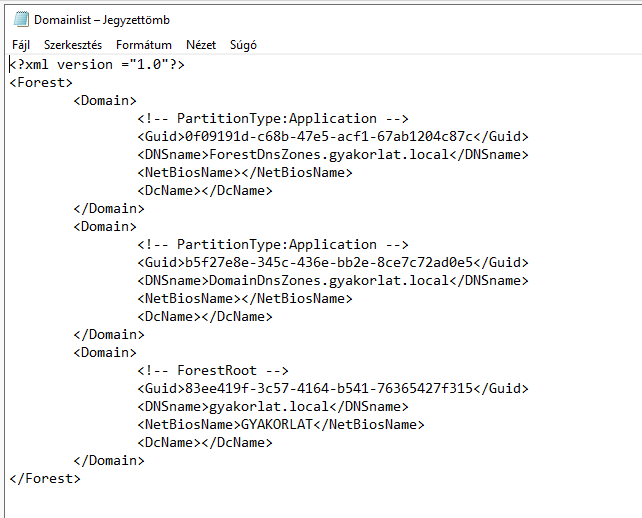 Domainlist – Jegyzettömb
Fájl Szerkesztés Formátum Nézet Súgó
<?xml version ="1.0"?>
<Forest>
<Domain>
<!-- PartitionType:Application -->
<Guid>0f09191d-c68b-47e5-acf1-67ab1204c87c</Guid>
<DNSname>ForestDnsZones.gyakorlat.local</DNSname>
<NetBiosName></NetBiosName>
<DcName></DcName>
</Domain>
<Domain>
<!-- PartitionType:Application -->
<Guid>b5f27e8e-345c-436e-bb2e-8ce7c72ad0e5</Guid>
<DNSname>DomainDnsZones.gyakorlat.local</DNSname>
<NetBiosName></NetBiosName>
<DcName></DcName>
</Domain>
<Domain>
<!-- ForestRoot -->
<Guid>83ee419f-3c57-4164-b541-76365427f315</Guid>
<DNSname>gyakorlat.local</DNSname>
<NetBiosName>GYAKORLAT</NetBiosName>
<DcName></DcName>
</Domain>
</Forest>